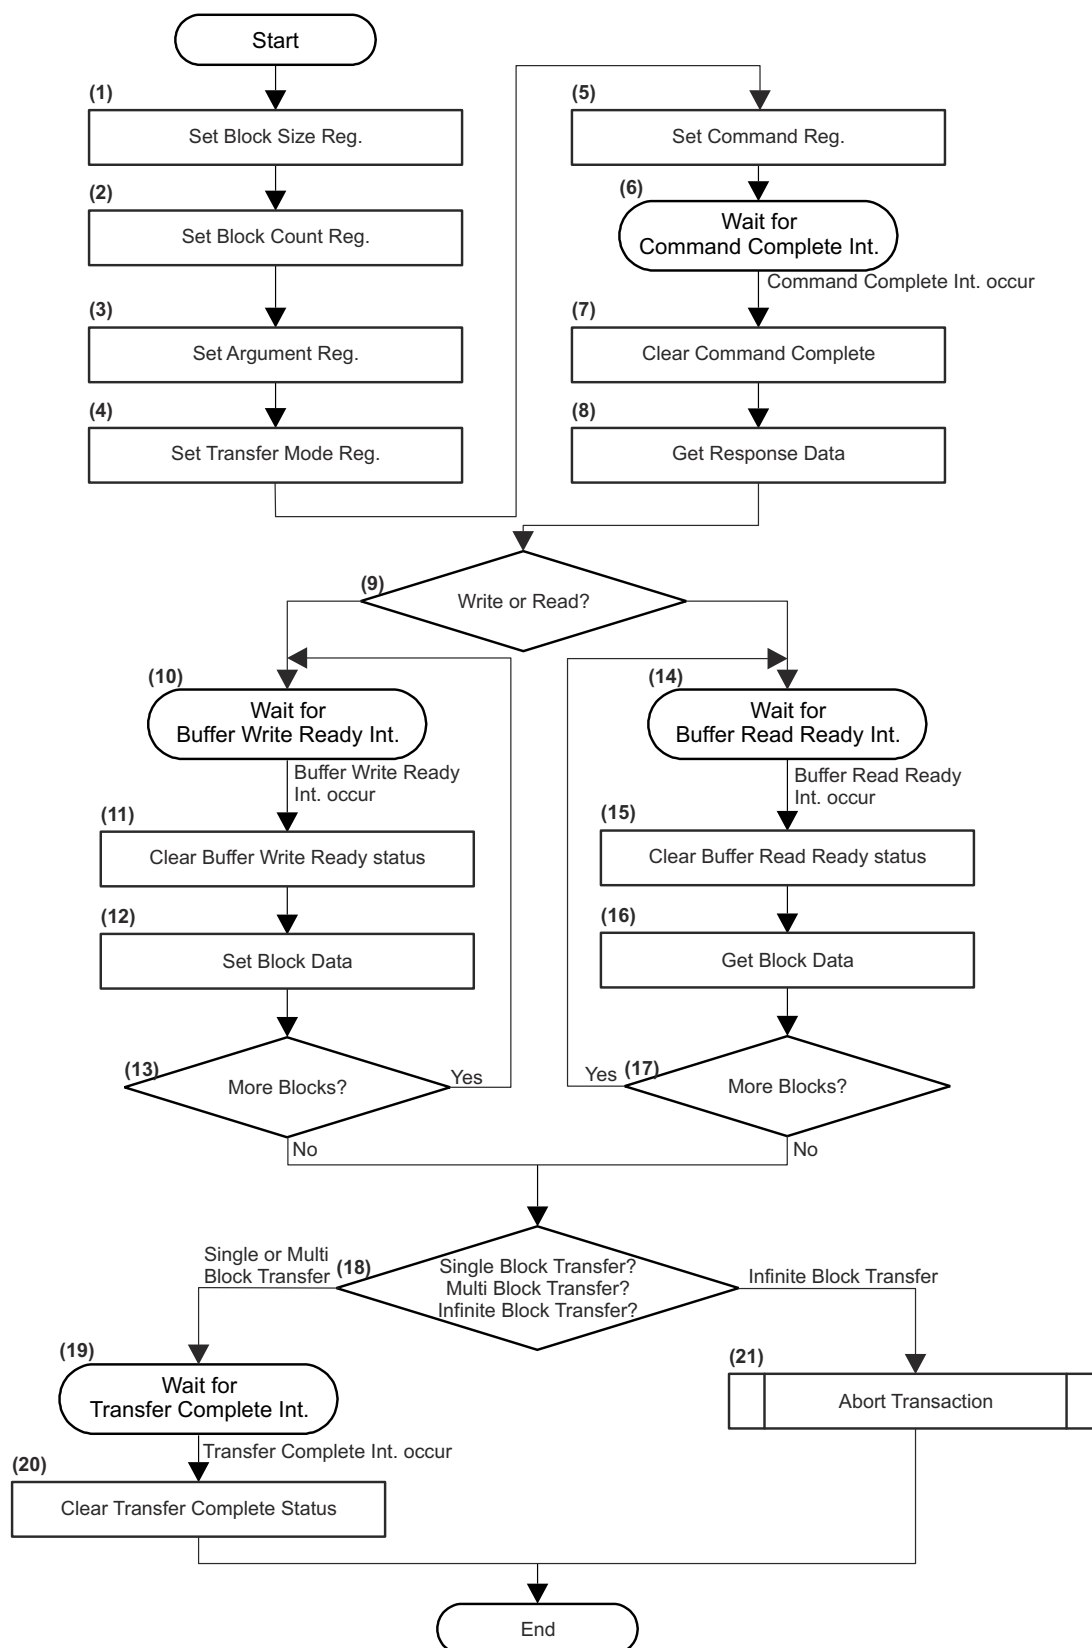 Start
(1)
Set Block Size Reg.
(2)
Set Block Count Reg.
(3)
Set Argument Reg.
(4)
Set Transfer Mode Reg.
(5)
Set Command Reg.
(6)
Wait for
Command Complete Int.
Command Complete Int. occur
(7)
Clear Command Complete
(8)
Get Response Data
(9)
Write or Read?
(10)
Wait for
Buffer Write Ready Int.
Buffer Write Ready
Int. occur
(11)
Clear Buffer Write Ready status
(12)
Set Block Data
(13)
More Blocks?
Yes
No
(14)
Wait for
Buffer Read Ready Int.
Buffer Read Ready
Int. occur
(15)
Clear Buffer Read Ready status
(16)
Get Block Data
(17)
More Blocks?
Yes
No
(18)
Single Block Transfer?
Multi Block Transfer?
Infinite Block Transfer?
Single or Multi
Block Transfer
Infinite Block Transfer
(19)
Wait for
Transfer Complete Int.
Transfer Complete Int. occur
(20)
Clear Transfer Complete Status
(21)
Abort Transaction
End